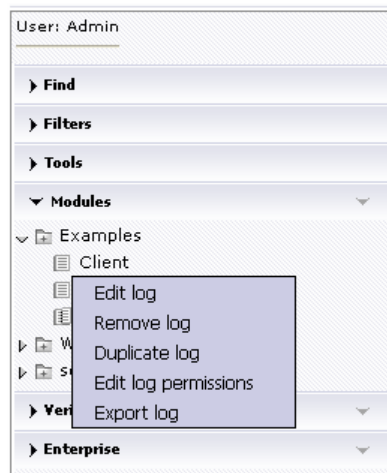 User: Admin
Find
Filters
Tools
Modules
Examples
Client
Edit log
Remove log
Duplicate log
Edit log permissions
Export log
Enterprise